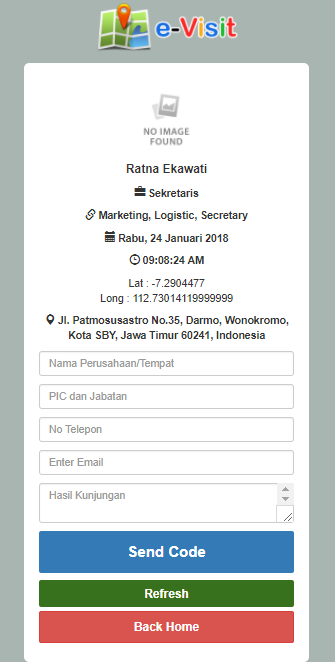 e-Visit
NO IMAGE
FOUND
Ratna Ekawati
Sekretaris
Marketing, Logistic, Secretary
Rabu, 24 Januari 2018
09:08:24 AM
Lat : -7.2904477
Long : 112.73014119999999
Jl. Patmosusastro No.35, Darmo, Wonokromo,
Kota SBY, Jawa Timur 60241, Indonesia
Nama Perusahaan/Tempat
PIC dan Jabatan
No Telepon
Enter Email
Hasil Kunjungan
Send Code
Refresh
Back Home